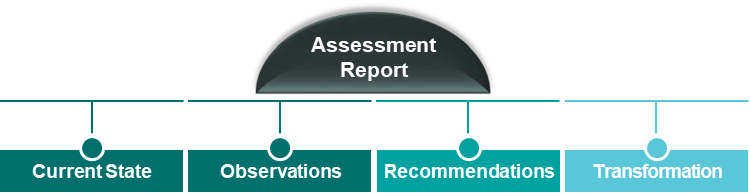 Assessment
Report
Current State
Observations
Recommendations
Transformation